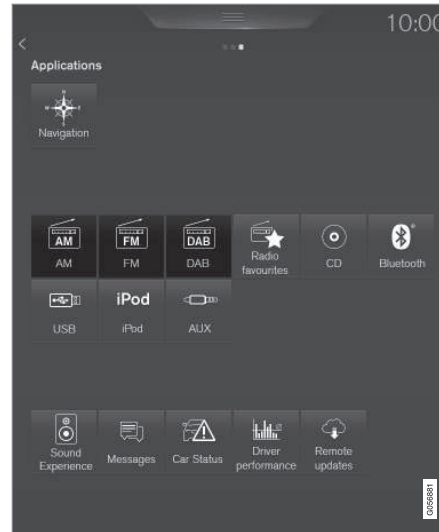 10:00
Applications
Navigation
AM
FM
DAB
AM
FM
DAB
Radio
favourites
CD
Bluetooth
iPod
USB
iPod
AUX
Sound
Experience
Messages
Car Status
Driver
performance
Remote
updates
G056881